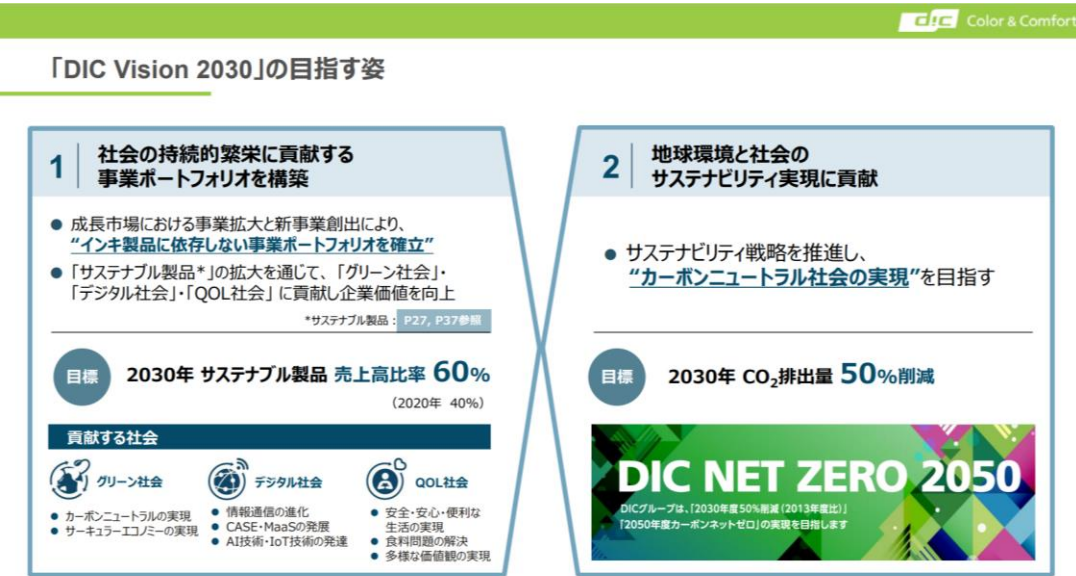 dic Color & Comfort
「DIC Vision 2030」の目指す姿
1
社会の持続的繁栄に貢献する
事業ポートフォリオを構築
● 成長市場における事業拡大と新事業創出により、
“インキ製品に依存しない事業ポートフォリオを確立”
● 「サステナブル製品*」の拡大を通じて、「グリーン社会」・
「デジタル社会」・「QOL社会」に貢献し企業価値を向上
*サステナブル製品： P27, P37参照
目標
2030年 サステナブル製品 売上高比率 60%
（2020年 40%）
貢献する社会
グリーン社会
● カーボンニュートラルの実現
● サーキュラーエコノミーの実現
デジタル社会
● 情報通信の進化
● CASE・MaaSの発展
● AI技術・IoT技術の発達
QOL社会
● 安全・安心・便利な
生活の実現
● 食料問題の解決
● 多様な価値観の実現
2
地球環境と社会の
サステナビリティ実現に貢献
● サステナビリティ戦略を推進し、
“カーボンニュートラル社会の実現”を目指す
目標
2030年 CO₂排出量 50%削減
DIC NET ZERO 2050
DICグループは、「2030年度50%削減（2013年度比）」
「2050年度カーボンネットゼロ」の実現を目指します